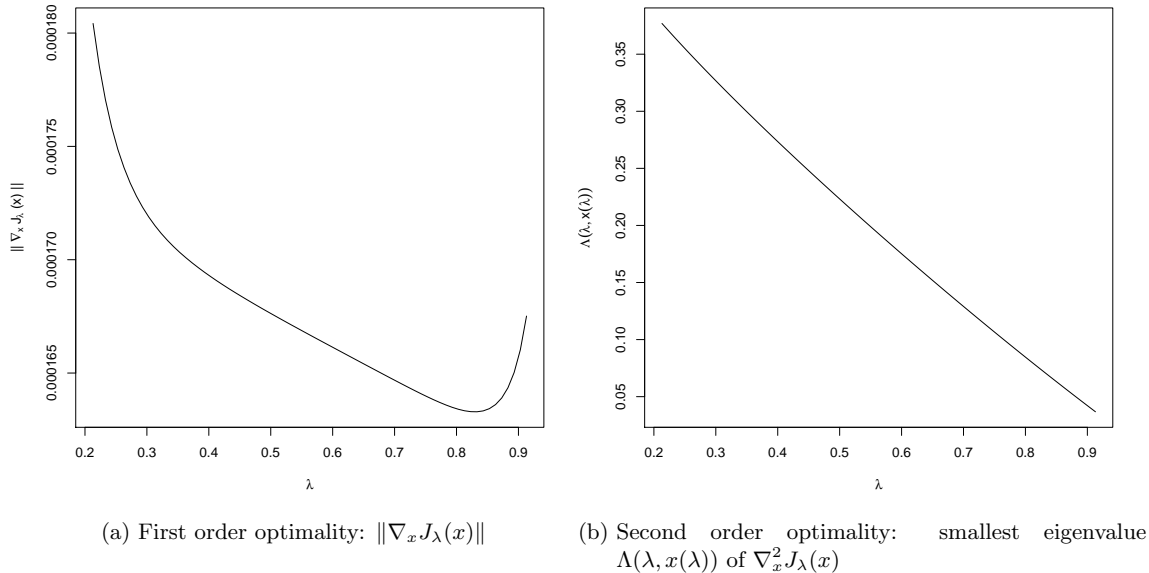 0.000180
0.000175
0.000170
0.000165
|| ∇x Jλ (x) ||
0.2 0.3 0.4 0.5 0.6 0.7 0.8 0.9
λ
(a) First order optimality: ‖∇xJλ(x)‖
0.35
0.30
0.25
0.20
0.15
0.10
0.05
Λ(λ, x(λ))
0.2 0.3 0.4 0.5 0.6 0.7 0.8 0.9
λ
(b) Second order optimality: smallest eigenvalue
Λ(λ, x(λ)) of ∇²xJλ(x)